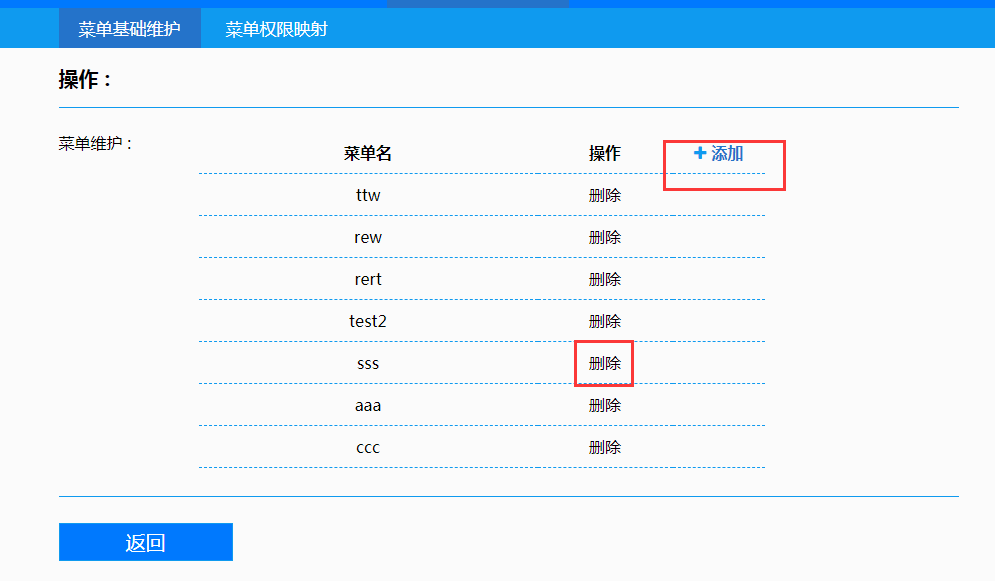 菜单基础维护 菜单权限映射
操作：
菜单维护：
菜单名 操作 +添加
ttw 删除
rew 删除
rert 删除
test2 删除
sss 删除
aaa 删除
ccc 删除
返回